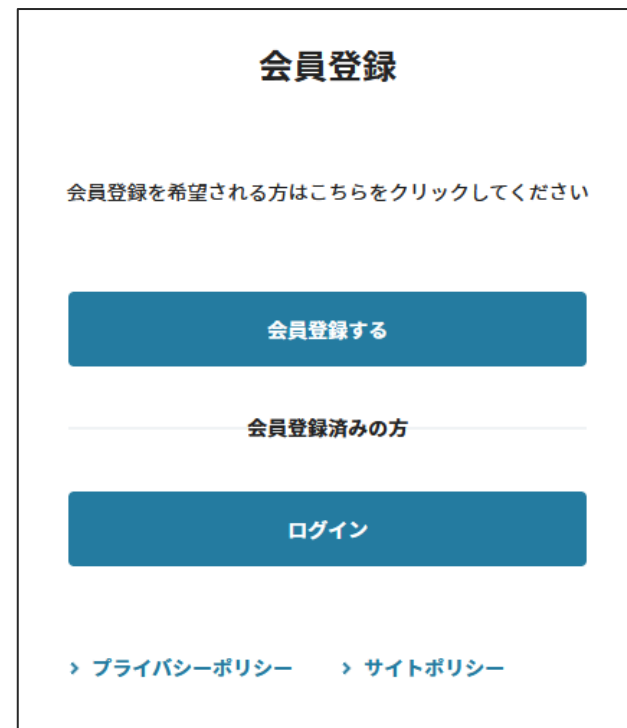 会員登録
会員登録を希望される方はこちらをクリックしてください
会員登録する
会員登録済みの方
ログイン
> プライバシーポリシー > サイトポリシー